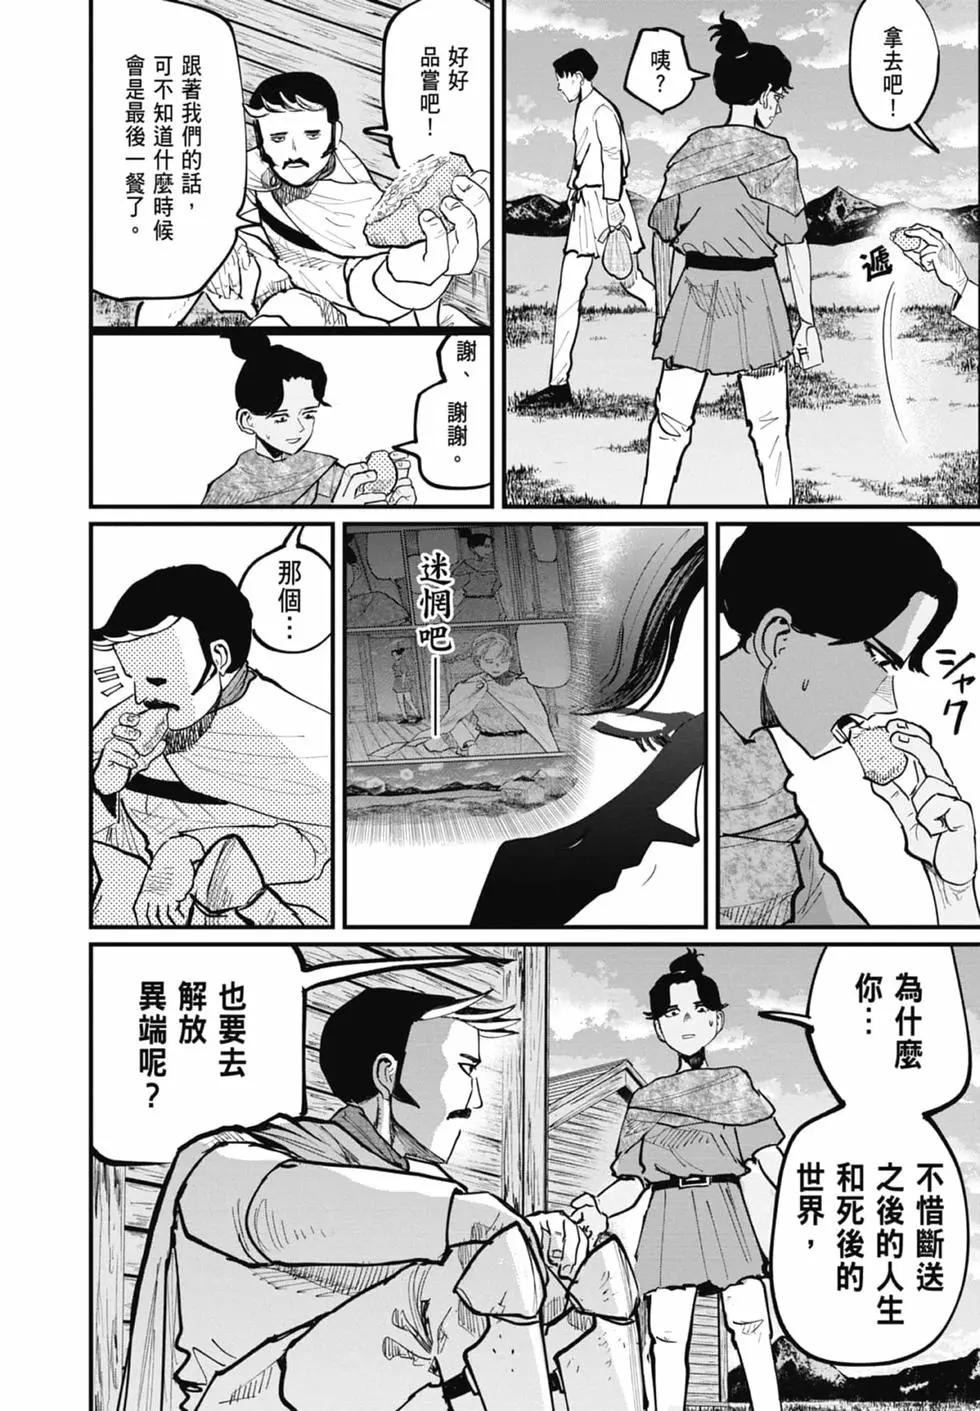 拿去吧！
咦？
遞
好好
品嘗吧！
跟著我們的話，
可不知道什麼時候
會是最後一餐了。
謝、謝謝。
シャク
迷惘吧——
那個…
為什麼
你…
不惜斷送
之後的人生
和死後的
世界，
也要去
解放
異端呢？